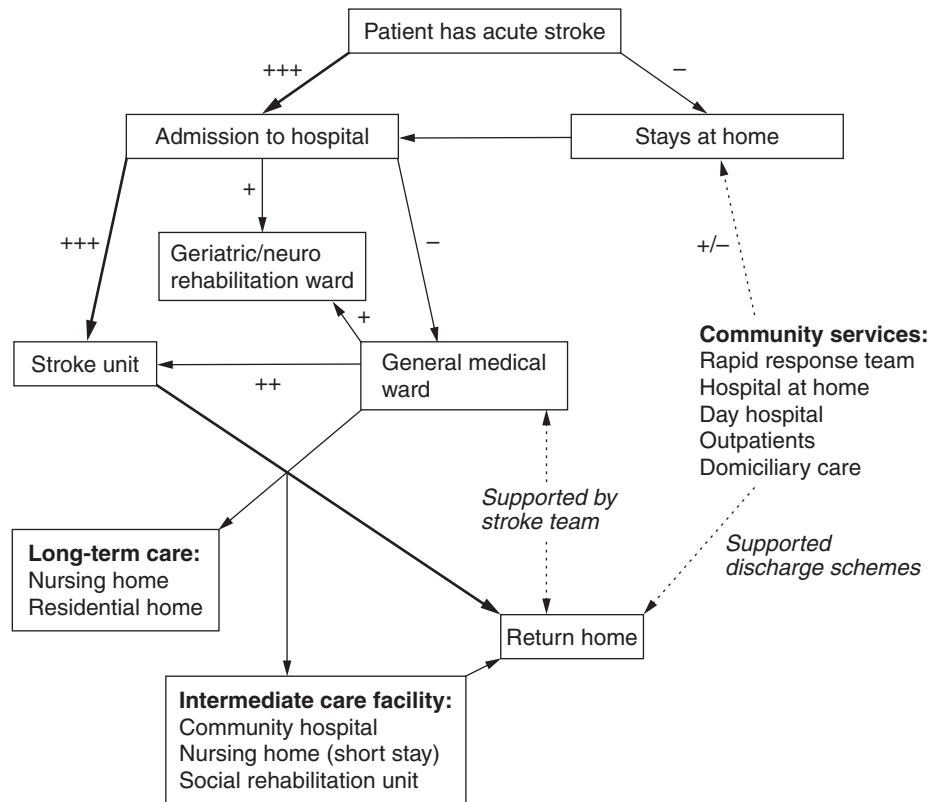 Patient has acute stroke
+++
–
Admission to hospital
Stays at home
+
+++
–
+/–
Geriatric/neuro
rehabilitation ward
+
Stroke unit
++
General medical
ward
Community services:
Rapid response team
Hospital at home
Day hospital
Outpatients
Domiciliary care
Supported by
stroke team
Supported
discharge schemes
Long-term care:
Nursing home
Residential home
Return home
Intermediate care facility:
Community hospital
Nursing home (short stay)
Social rehabilitation unit